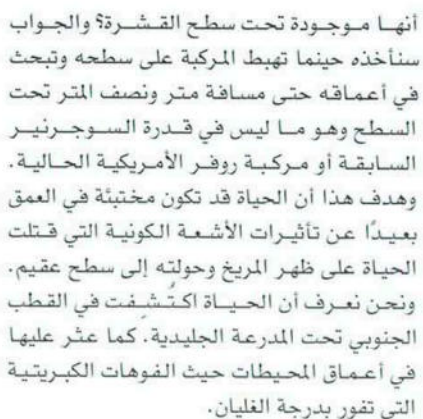 أنها موجودة تحت سطح القشرة؟ والجواب
سنأخذه حينما تهبط المركبة على سطحه وتبحث
في أعماقه حتى مسافة متر ونصف المتر تحت
السطح وهو ما ليس في قدرة السوجرنير
السابقة أو مركبة روفر الأمريكية الحالية.
وهدف هذا أن الحياة قد تكون مختبئة في العمق
بعيدًا عن تأثيرات الأشعة الكونية التي قتلت
الحياة على ظهر المريخ وحولته إلى سطح عقيم.
ونحن نعرف أن الحياة اكتُشِفت في القطب
الجنوبي تحت المدرعة الجليدية. كما عثر عليها
في أعماق المحيطات حيث الفوهات الكبريتية
التي تفور بدرجة الغليان.